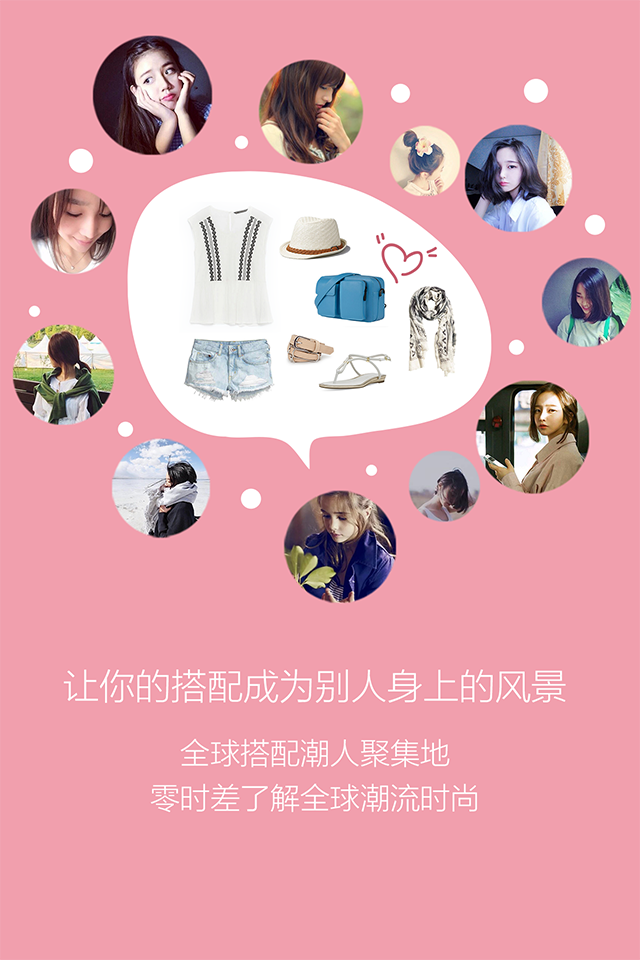 让你的搭配成为别人身上的风景
全球搭配潮人聚集地
零时差了解全球潮流时尚